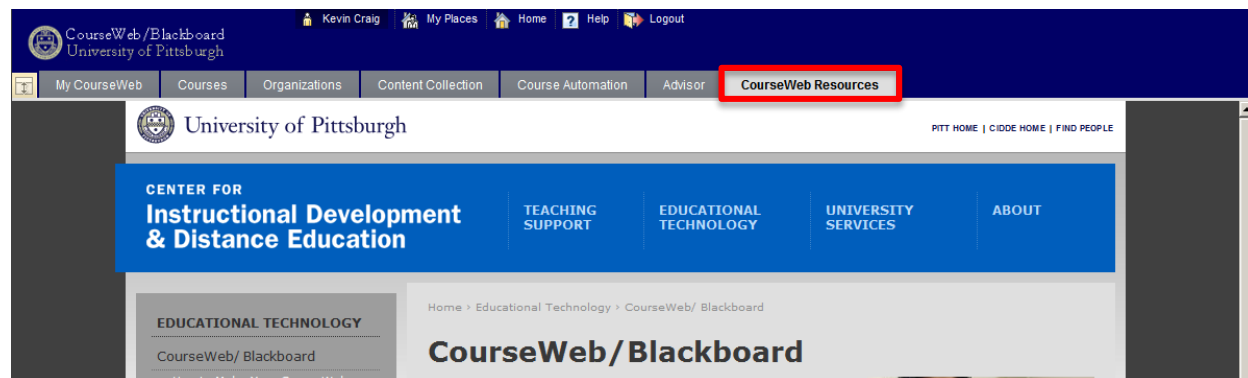 Kevin Craig My Places Home Help Logout
CourseWeb/Blackboard
University of Pittsburgh
My CourseWeb Courses Organizations Content Collection Course Automation Advisor CourseWeb Resources
University of Pittsburgh
PITT HOME | CIDDE HOME | FIND PEOPLE
CENTER FOR
Instructional Development
& Distance Education
TEACHING
SUPPORT
EDUCATIONAL
TECHNOLOGY
UNIVERSITY
SERVICES
ABOUT
EDUCATIONAL TECHNOLOGY
CourseWeb/ Blackboard
Home › Educational Technology › CourseWeb/ Blackboard
CourseWeb/Blackboard